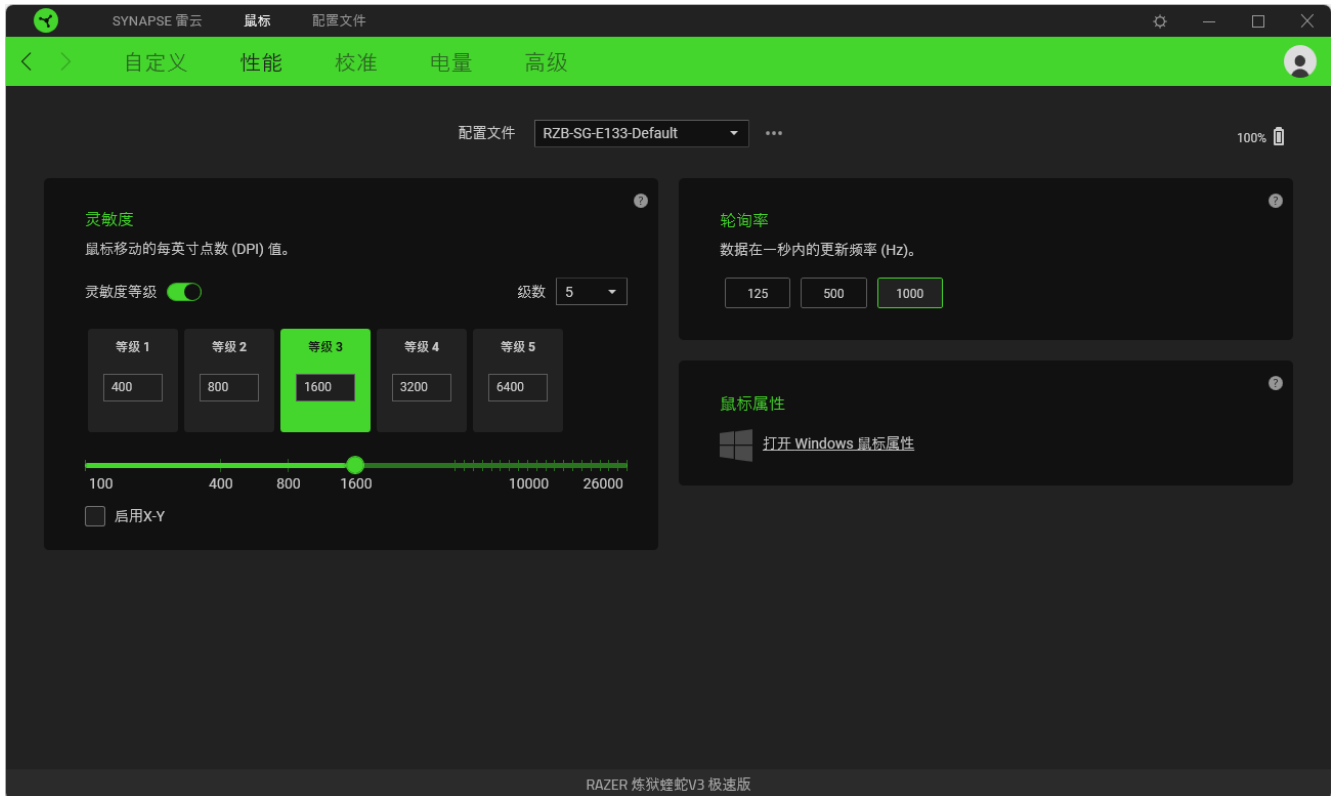 SYNAPSE 雷云 鼠标 配置文件
自定义 性能 校准 电量 高级
配置文件 RZB-SG-E133-Default •••
100%
灵敏度 ?
鼠标移动的每英寸点数 (DPI) 值。
灵敏度等级 级数 5
等级 1 等级 2 等级 3 等级 4 等级 5
400 800 1600 3200 6400
100 400 800 1600 10000 26000
启用X-Y
轮询率 ?
数据在一秒内的更新频率 (Hz)。
125 500 1000
鼠标属性 ?
打开 Windows 鼠标属性
RAZER 炼狱蝰蛇V3 极速版